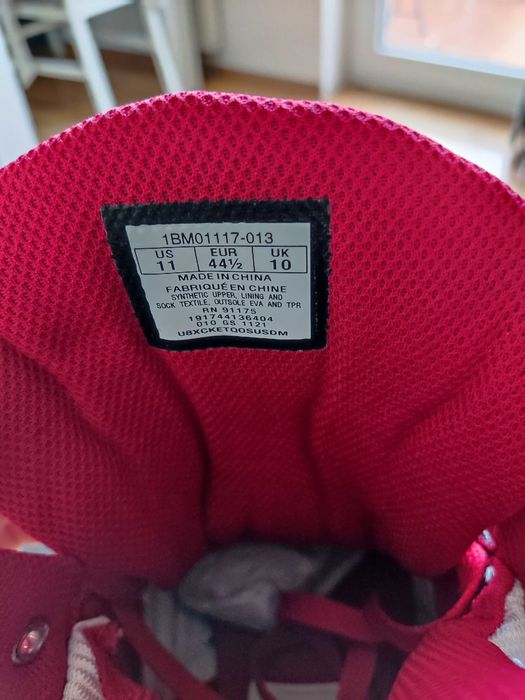 1BM01117-013
US EUR UK
11 44½ 10
MADE IN CHINA
FABRIQUÉ EN CHINE
SYNTHETIC UPPER, LINING AND
SOCK TEXTILE, OUTSOLE EVA AND TPR
RN 91175
191744136404
010 GS 1121
U8XCKETQOSUSDM